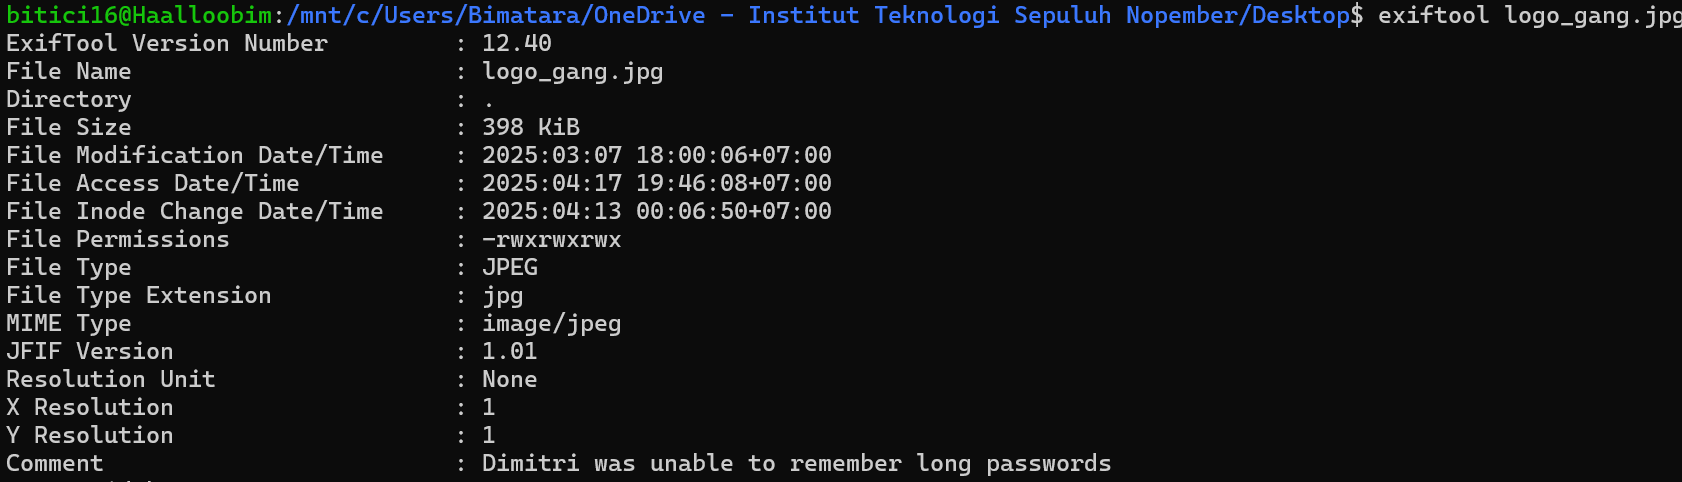 bitici16@Haalloobim:/mnt/c/Users/Bimatara/OneDrive - Institut Teknologi Sepuluh Nopember/Desktop$ exiftool logo_gang.jpg
ExifTool Version Number : 12.40
File Name : logo_gang.jpg
Directory : .
File Size : 398 KiB
File Modification Date/Time : 2025:03:07 18:00:06+07:00
File Access Date/Time : 2025:04:17 19:46:08+07:00
File Inode Change Date/Time : 2025:04:13 00:06:50+07:00
File Permissions : -rwxrwxrwx
File Type : JPEG
File Type Extension : jpg
MIME Type : image/jpeg
JFIF Version : 1.01
Resolution Unit : None
X Resolution : 1
Y Resolution : 1
Comment : Dimitri was unable to remember long passwords